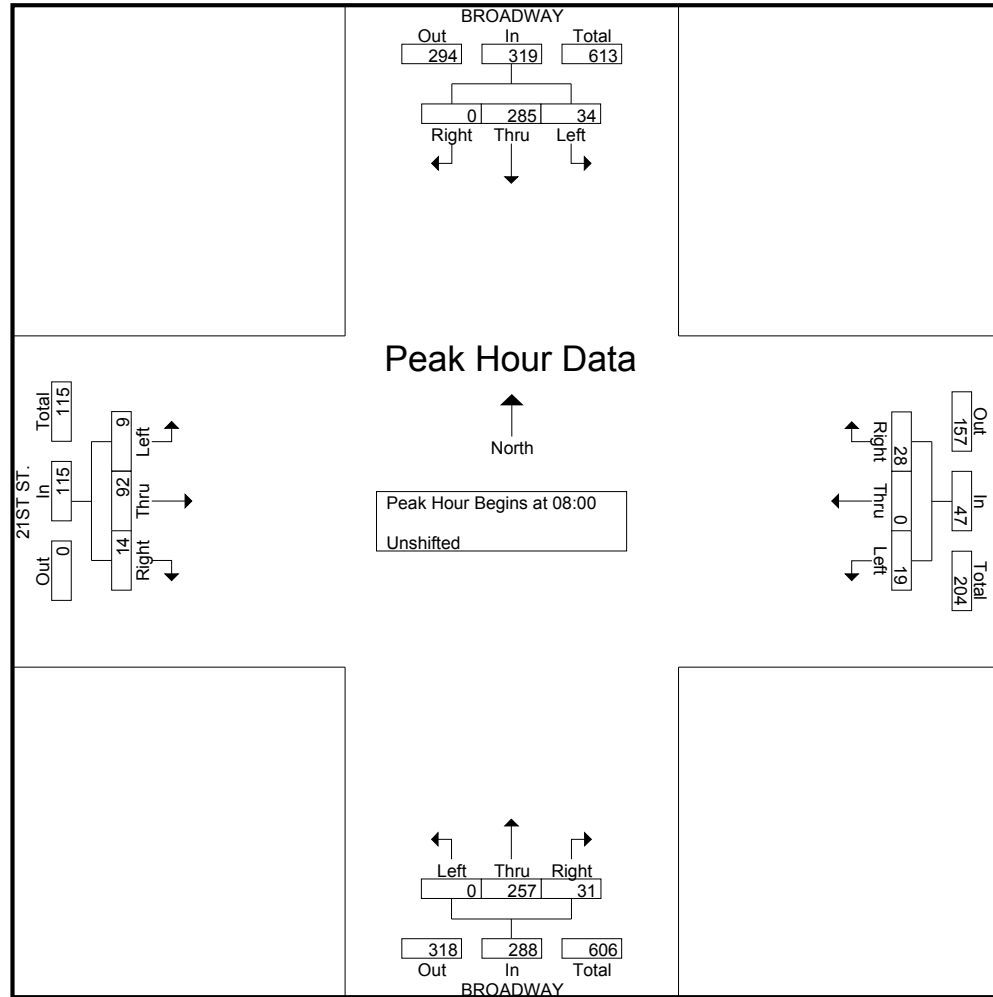 BROADWAY
Out In Total
294 319 613
0 285 34
Right Thru Left
Peak Hour Data
North
Peak Hour Begins at 08:00
Unshifted
21ST ST.
Total In Out
115 115 0
9 92 14
Left Thru Right
Right Thru Left
28 0 19
Out In Total
157 47 204
Left Thru Right
0 257 31
318 288 606
Out In Total
BROADWAY